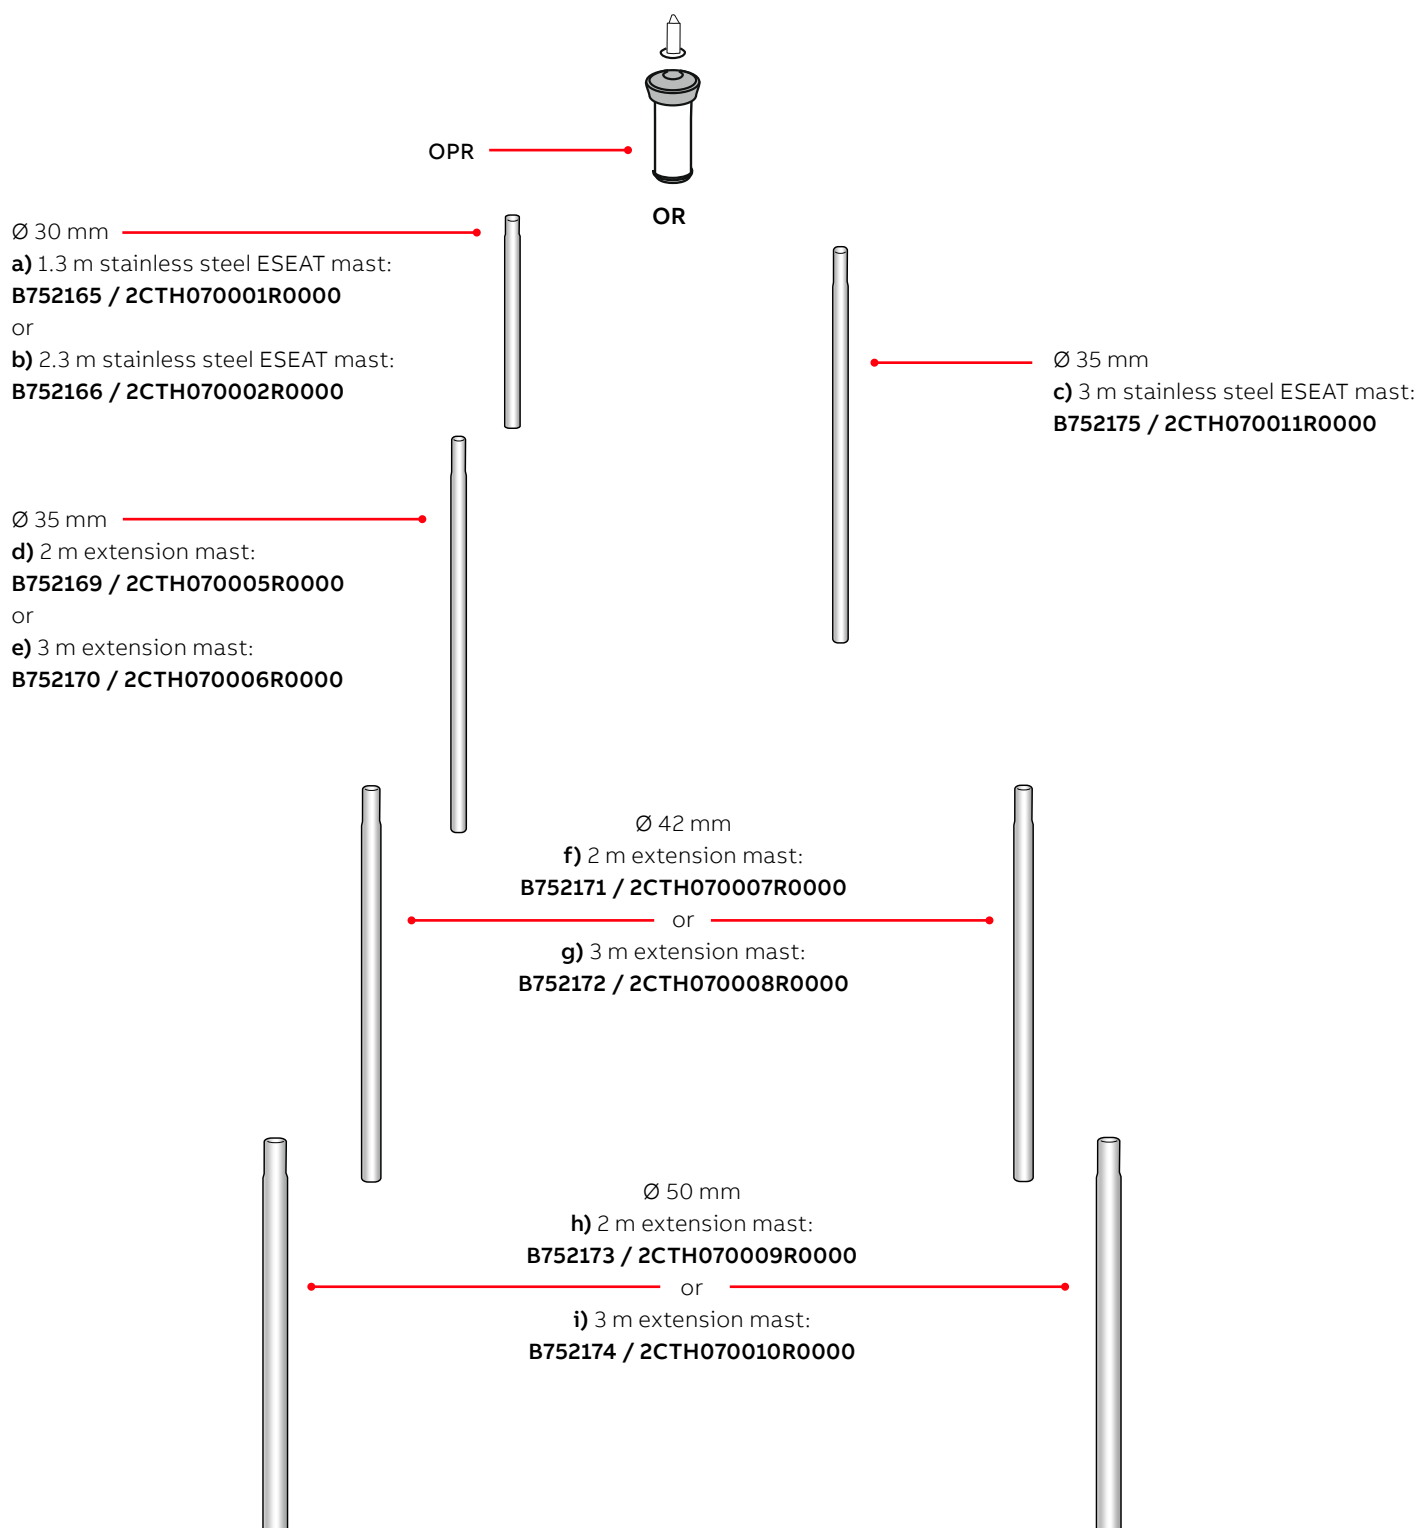 OPR
OR
Ø 30 mm
a) 1.3 m stainless steel ESEAT mast:
B752165 / 2CTH070001R0000
or
b) 2.3 m stainless steel ESEAT mast:
B752166 / 2CTH070002R0000
Ø 35 mm
c) 3 m stainless steel ESEAT mast:
B752175 / 2CTH070011R0000
Ø 35 mm
d) 2 m extension mast:
B752169 / 2CTH070005R0000
or
e) 3 m extension mast:
B752170 / 2CTH070006R0000
Ø 42 mm
f) 2 m extension mast:
B752171 / 2CTH070007R0000
or
g) 3 m extension mast:
B752172 / 2CTH070008R0000
Ø 50 mm
h) 2 m extension mast:
B752173 / 2CTH070009R0000
or
i) 3 m extension mast:
B752174 / 2CTH070010R0000